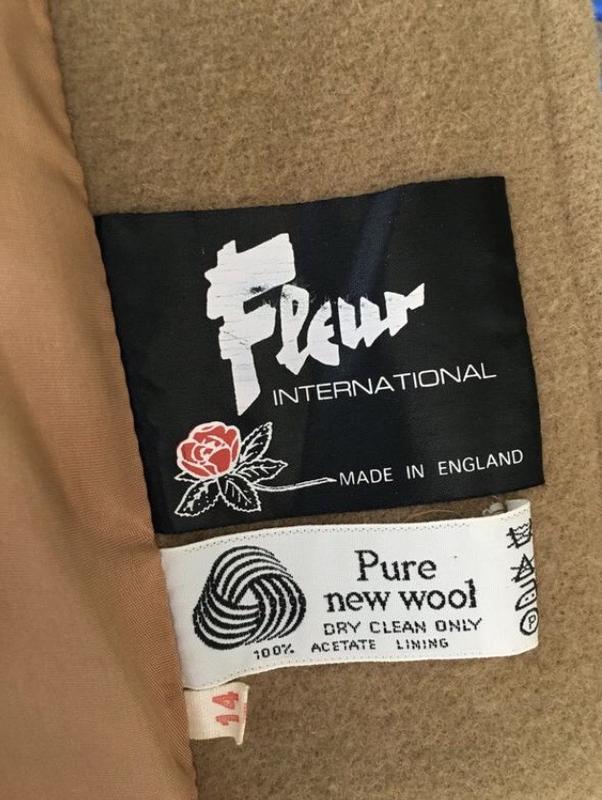 Fleur
INTERNATIONAL
MADE IN ENGLAND
Pure
new wool
DRY CLEAN ONLY
100% ACETATE LINING
P
14